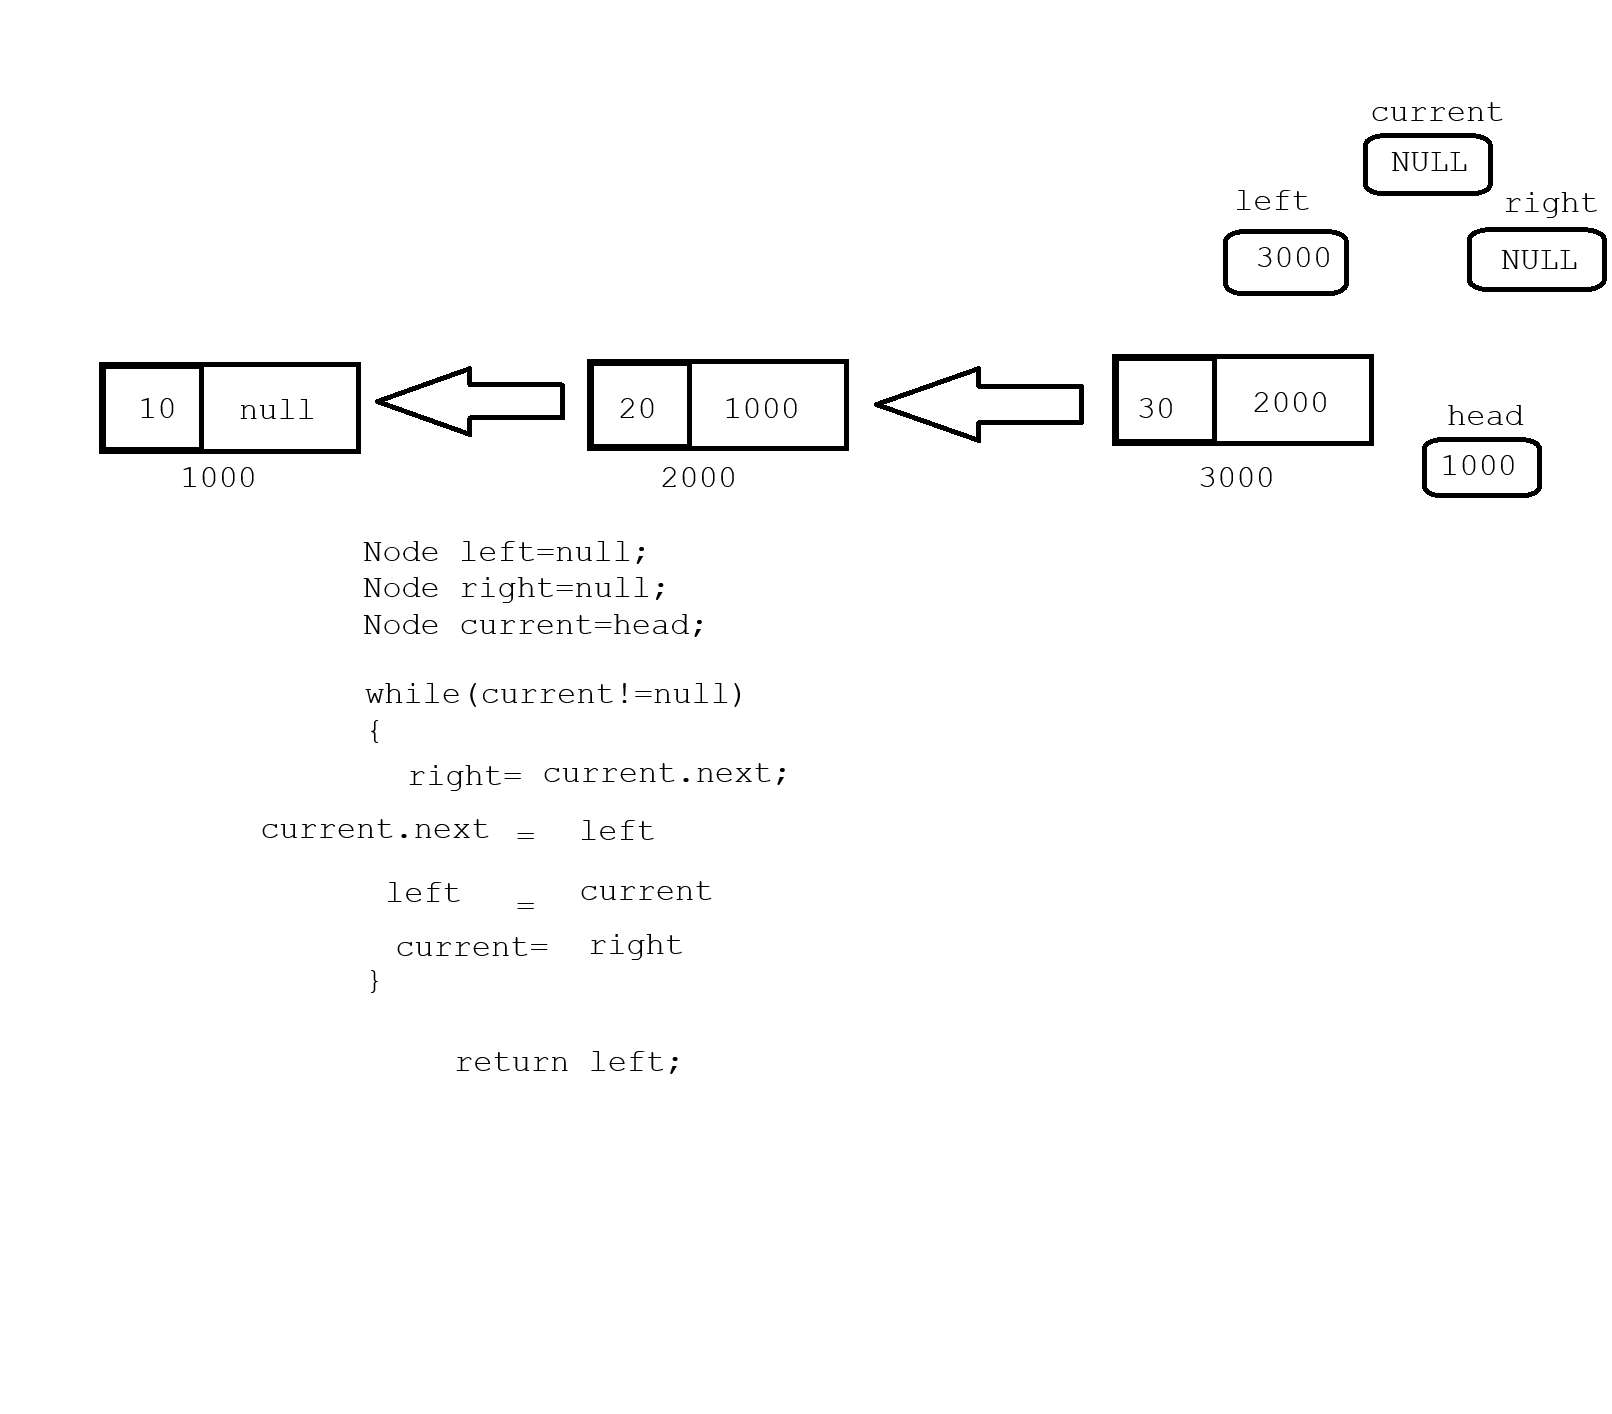 current
NULL
left
right
3000
NULL
10 null
20 1000
30 2000
head
1000
1000
2000
3000
Node left=null;
Node right=null;
Node current=head;
while(current!=null)
{
right= current.next;
current.next = left
left = current
current= right
}
return left;